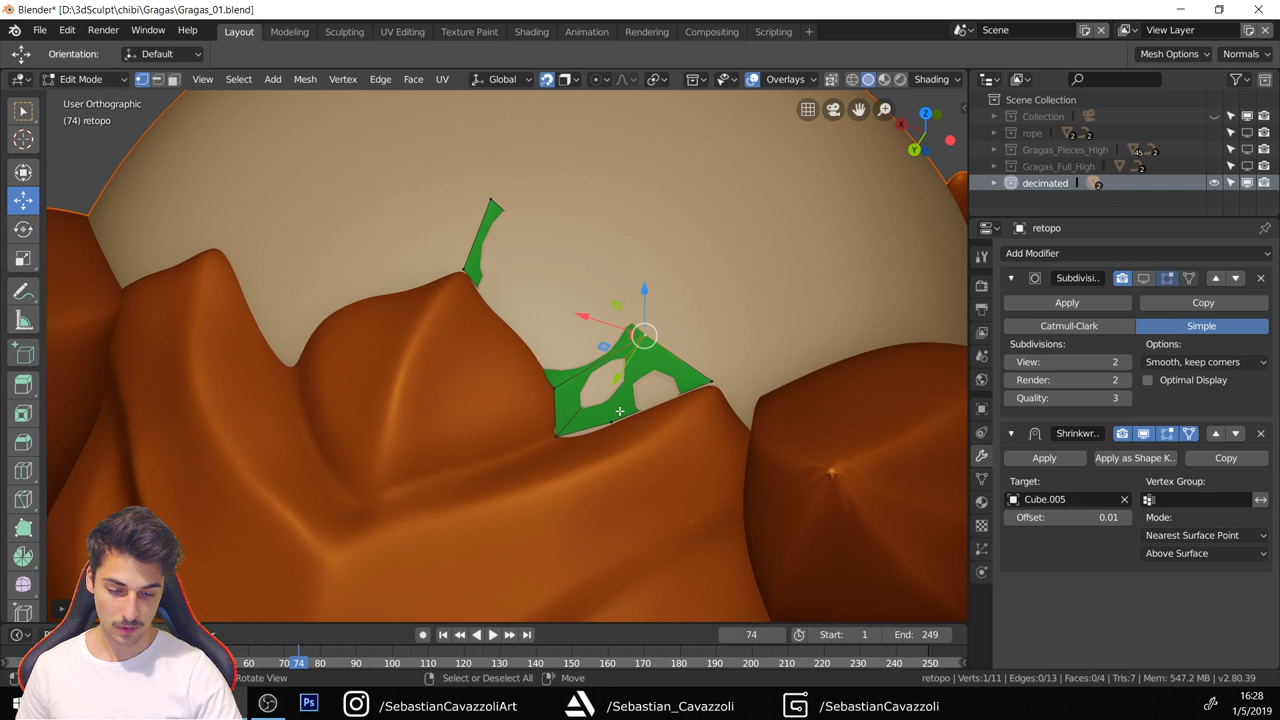 Blender* [D:\3dSculpt\chibi\Gragas\Gragas_01.blend]
File Edit Render Window Help Layout Modeling Sculpting UV Editing Texture Paint Shading Animation Rendering Compositing Scripting + Scene View Layer
Orientation: Default Mesh Options Normals
Edit Mode View Select Add Mesh Vertex Edge Face UV Global Overlays Shading
User Orthographic
(74) retopo
Z
X
Y
Scene Collection
Collection
rope 2 2
Gragas_Pieces_High 45 2
Gragas_Full_High 2
decimated 2
retopo
Add Modifier
Subdivisi..
Apply Copy
Catmull-Clark Simple
Subdivisions: Options:
View: 2 Smooth, keep corners
Render: 2 Optimal Display
Quality: 3
Shrinkwr..
Apply Apply as Shape K.. Copy
Target: Vertex Group:
Cube.005
Offset: 0.01 Mode:
Nearest Surface Point
Above Surface
74 Start: 1 End: 249
60 70 74 80 90 100 110 120 130 140 150 160 170 180 190 200 210 220 230 240 250
Rotate View Select or Deselect All Move retopo | Verts:1/11 | Edges:0/13 | Faces:0/4 | Tris:7 | Mem: 547.2 MB | v2.80.39
Ps /SebastianCavazzoliArt /Sebastian_Cavazzoli /SebastianCavazzoli
16:28
1/5/2019